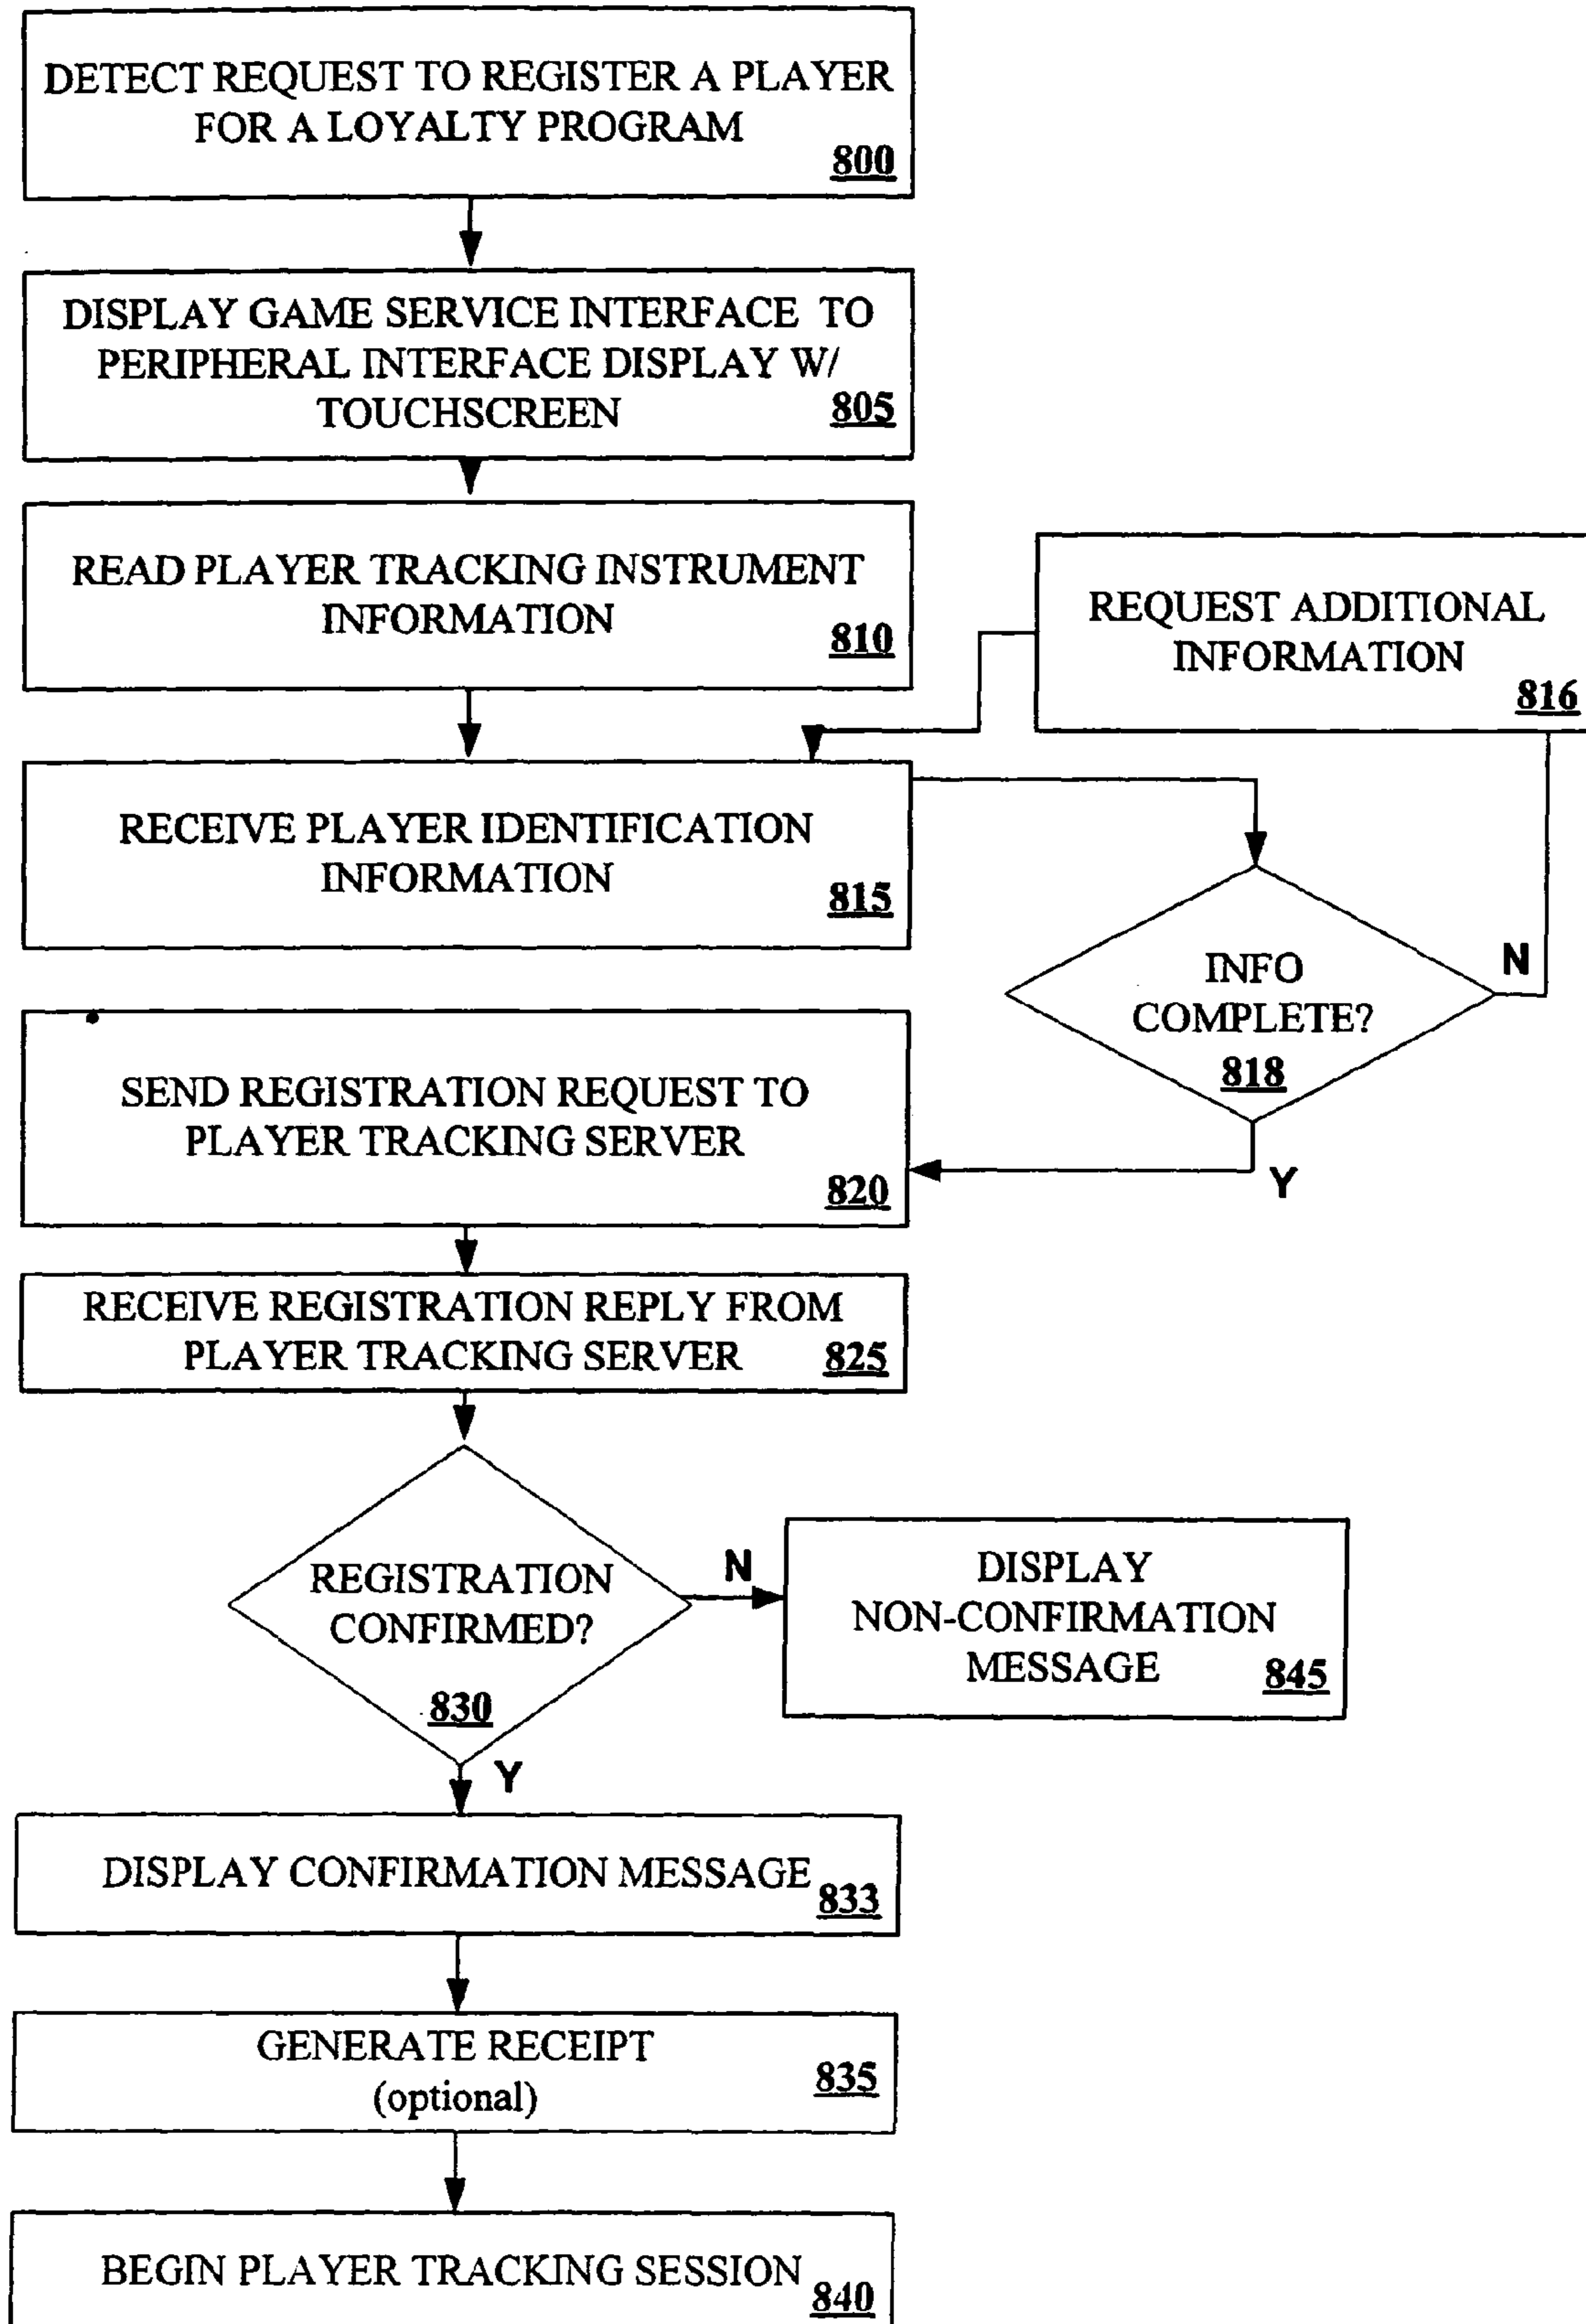 DETECT REQUEST TO REGISTER A PLAYER
FOR A LOYALTY PROGRAM
800
DISPLAY GAME SERVICE INTERFACE TO
PERIPHERAL INTERFACE DISPLAY W/
TOUCHSCREEN
805
READ PLAYER TRACKING INSTRUMENT
INFORMATION
810
REQUEST ADDITIONAL
INFORMATION
816
RECEIVE PLAYER IDENTIFICATION
INFORMATION
815
INFO
COMPLETE?
818
N
Y
SEND REGISTRATION REQUEST TO
PLAYER TRACKING SERVER
820
RECEIVE REGISTRATION REPLY FROM
PLAYER TRACKING SERVER
825
REGISTRATION
CONFIRMED?
830
N
DISPLAY
NON-CONFIRMATION
MESSAGE
845
Y
DISPLAY CONFIRMATION MESSAGE
833
GENERATE RECEIPT
(optional)
835
BEGIN PLAYER TRACKING SESSION
840